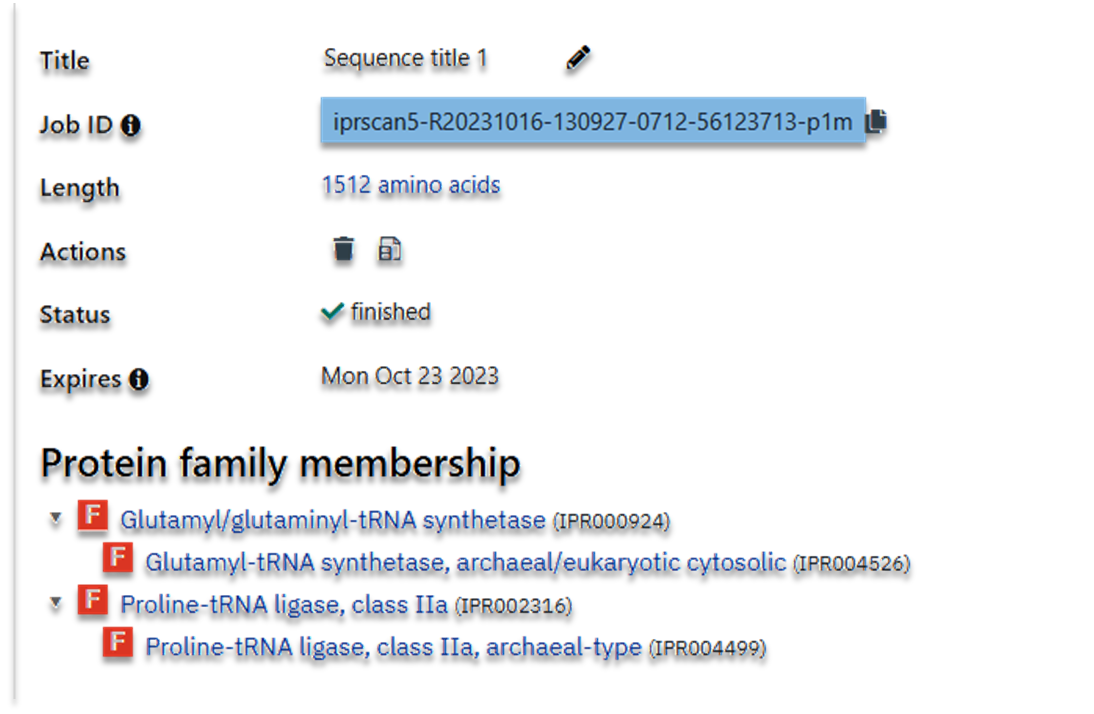 Title Sequence title 1
Job ID iprscan5-R20231016-130927-0712-56123713-p1m
Length 1512 amino acids
Actions
Status finished
Expires Mon Oct 23 2023
Protein family membership
F Glutamyl/glutaminyl-tRNA synthetase (IPR000924)
F Glutamyl-tRNA synthetase, archaeal/eukaryotic cytosolic (IPR004526)
F Proline-tRNA ligase, class IIa (IPR002316)
F Proline-tRNA ligase, class IIa, archaeal-type (IPR004499)